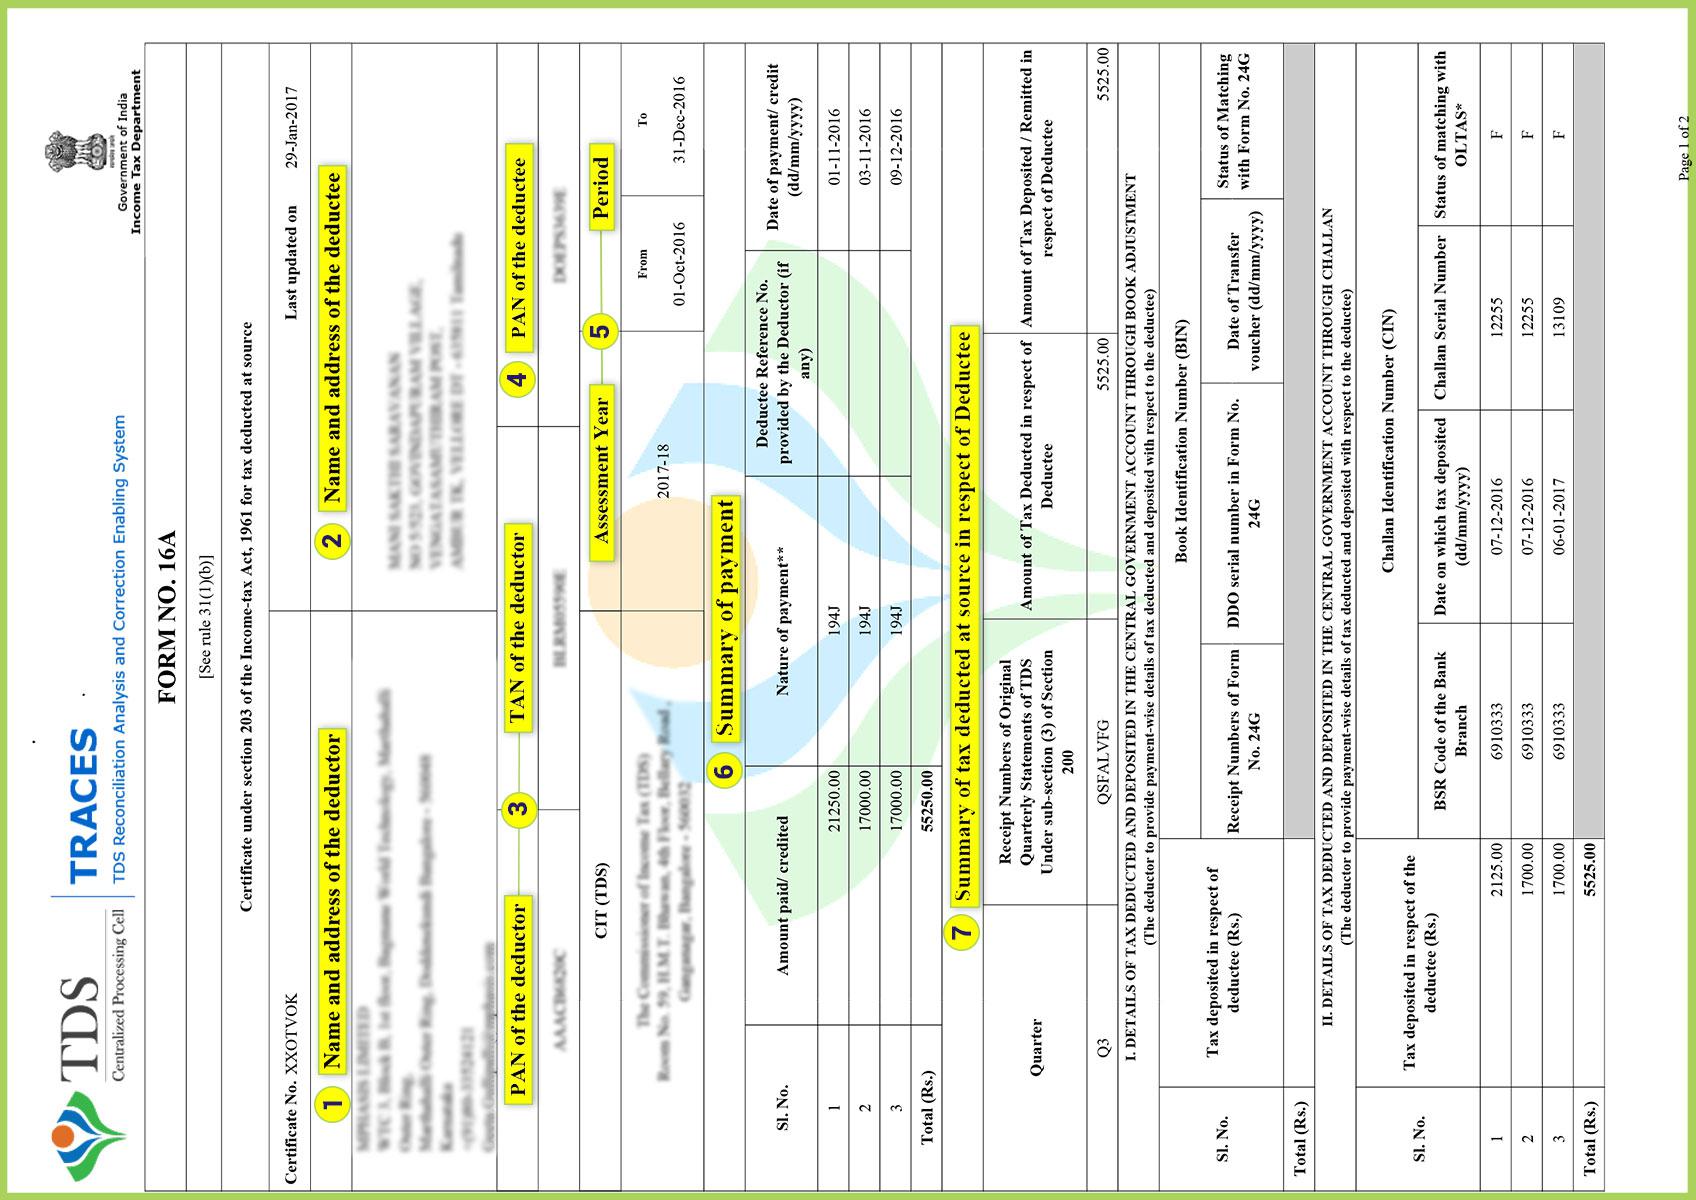 TDS
Centralized Processing Cell
TRACES
TDS Reconciliation Analysis and Correction Enabling System
Government of India
Income Tax Department
FORM NO. 16A
[See rule 31(1)(b)]
Certificate under section 203 of the Income-tax Act, 1961 for tax deducted at source
Certificate No. XXOTVOK
Last updated on 29-Jan-2017
1 Name and address of the deductor
2 Name and address of the deductee
PAN of the deductor 3 TAN of the deductor
4 PAN of the deductee
CIT (TDS)
Assessment Year 5 Period
2017-18
From
To
01-Oct-2016
31-Dec-2016
6 Summary of payment
Sl. No.
Amount paid/ credited
Nature of payment**
Deductee Reference No.
provided by the Deductor (if
any)
Date of payment/ credit
(dd/mm/yyyy)
1 21250.00 194J 01-11-2016
2 17000.00 194J 03-11-2016
3 17000.00 194J 09-12-2016
Total (Rs.) 55250.00
7 Summary of tax deducted at source in respect of Deductee
Quarter
Receipt Numbers of Original
Quarterly Statements of TDS
Under sub-section (3) of Section
200
Amount of Tax Deducted in respect of
Deductee
Amount of Tax Deposited / Remitted in
respect of Deductee
Q3 QSFALVFG 5525.00 5525.00
I. DETAILS OF TAX DEDUCTED AND DEPOSITED IN THE CENTRAL GOVERNMENT ACCOUNT THROUGH BOOK ADJUSTMENT
(The deductor to provide payment-wise details of tax deducted and deposited with respect to the deductee)
Sl. No.
Tax deposited in respect of
deductee (Rs.)
Book Identification Number (BIN)
Receipt Numbers of Form
No. 24G
DDO serial number in Form No.
24G
Date of Transfer
voucher (dd/mm/yyyy)
Status of Matching
with Form No. 24G
Total (Rs.)
II. DETAILS OF TAX DEDUCTED AND DEPOSITED IN THE CENTRAL GOVERNMENT ACCOUNT THROUGH CHALLAN
(The deductor to provide payment-wise details of tax deducted and deposited with respect to the deductee)
Sl. No.
Tax deposited in respect of the
deductee (Rs.)
Challan Identification Number (CIN)
BSR Code of the Bank
Branch
Date on which tax deposited
(dd/mm/yyyy)
Challan Serial Number
Status of matching with
OLTAS*
1 2125.00 6910333 07-12-2016 12255 F
2 1700.00 6910333 07-12-2016 12255 F
3 1700.00 6910333 06-01-2017 13109 F
Total (Rs.) 5525.00
Page 1 of 2